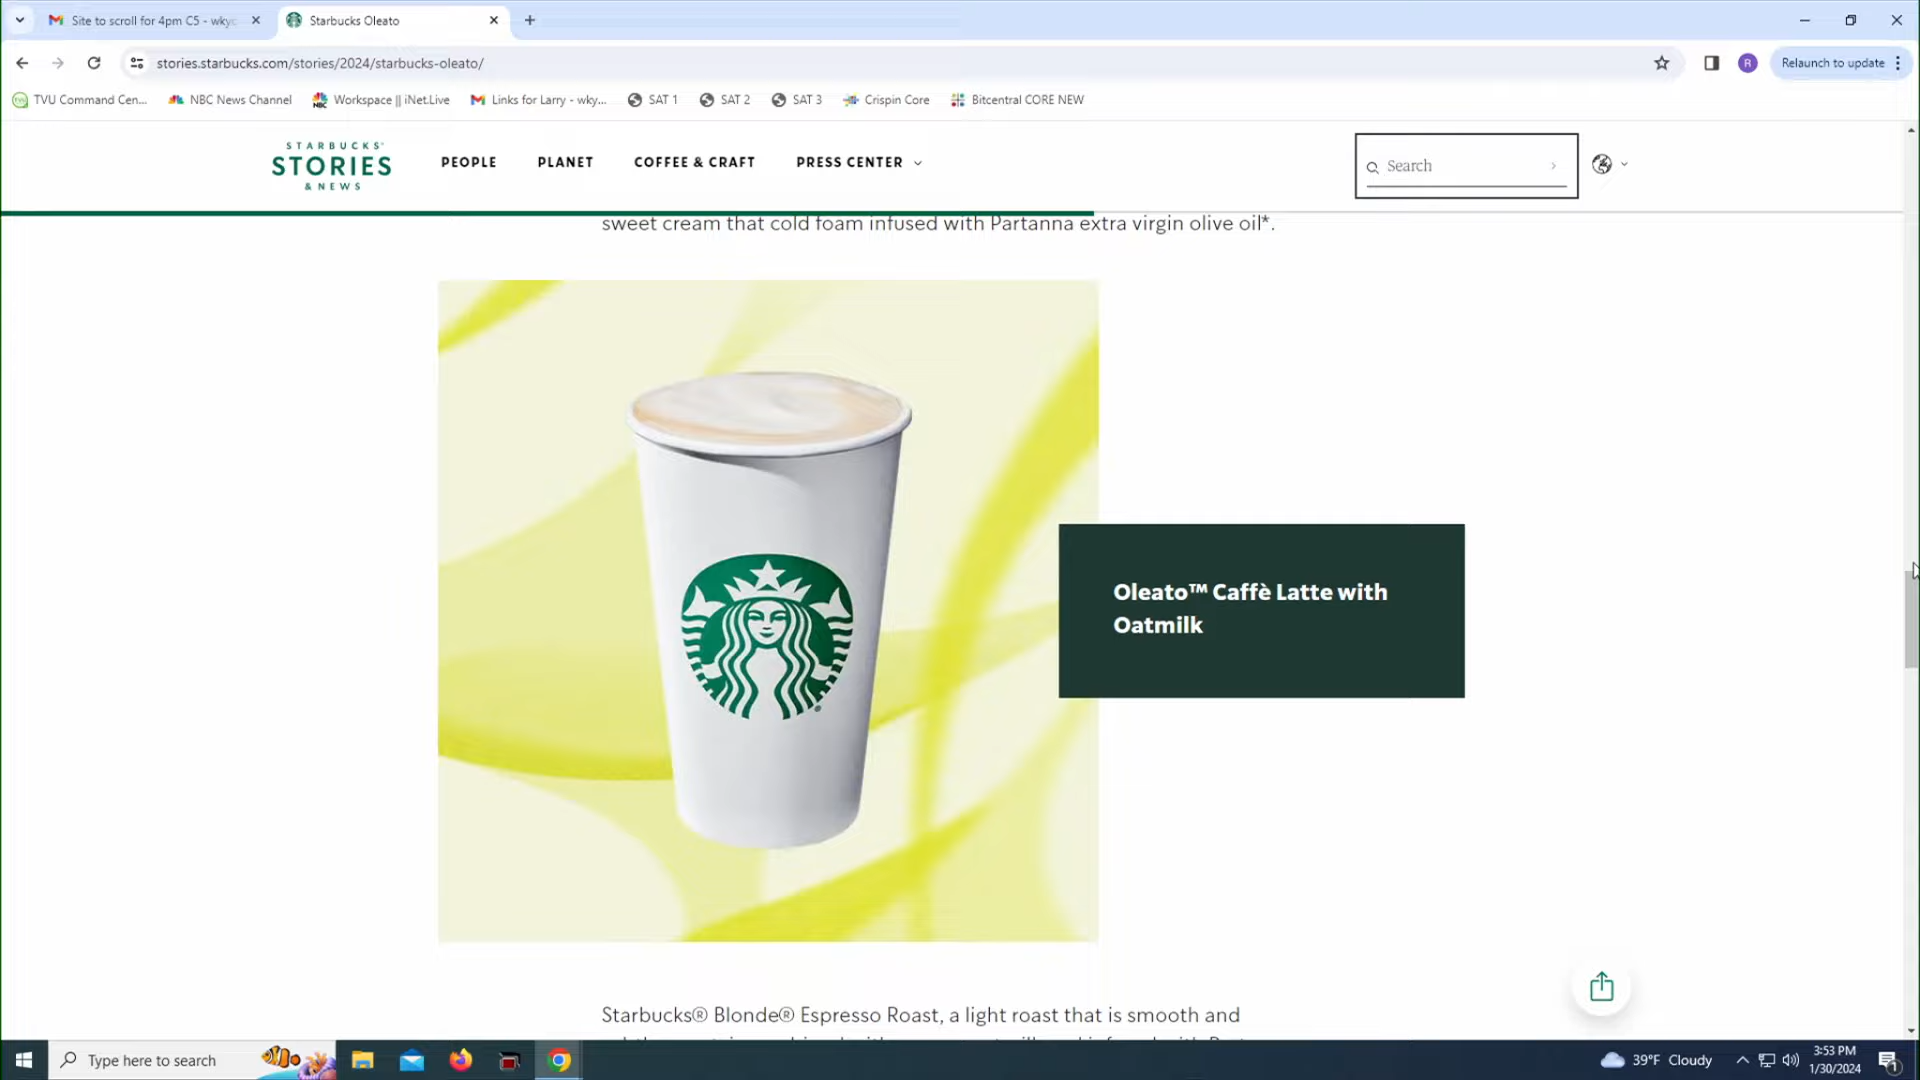 Site to scroll for 4pm C5 - wkyc
Starbucks Oleato
stories.starbucks.com/stories/2024/starbucks-oleato/
R
Relaunch to update
TVU Command Cen...
NBC News Channel
Workspace || iNet.Live
Links for Larry - wky...
SAT 1
SAT 2
SAT 3
Crispin Core
Bitcentral CORE NEW
STARBUCKS®
STORIES
& NEWS
PEOPLE
PLANET
COFFEE & CRAFT
PRESS CENTER
Search
sweet cream that cold foam infused with Partanna extra virgin olive oil*.
Oleato™ Caffè Latte with
Oatmilk
Starbucks® Blonde® Espresso Roast, a light roast that is smooth and
Type here to search
39°F Cloudy
3:53 PM
1/30/2024
1